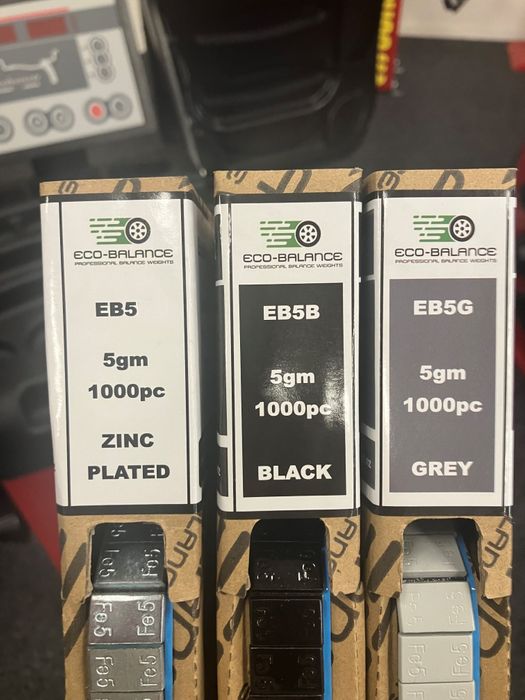 ECO-BALANCE
PROFESSIONAL BALANCE WEIGHTS
EB5
5gm
1000pc
ZINC
PLATED
ECO-BALANCE
PROFESSIONAL BALANCE WEIGHTS
EB5B
5gm
1000pc
BLACK
ECO-BALANCE
PROFESSIONAL BALANCE WEIGHTS
EB5G
5gm
1000pc
GREY
Fe5
Fe5
Fe5
Fe5